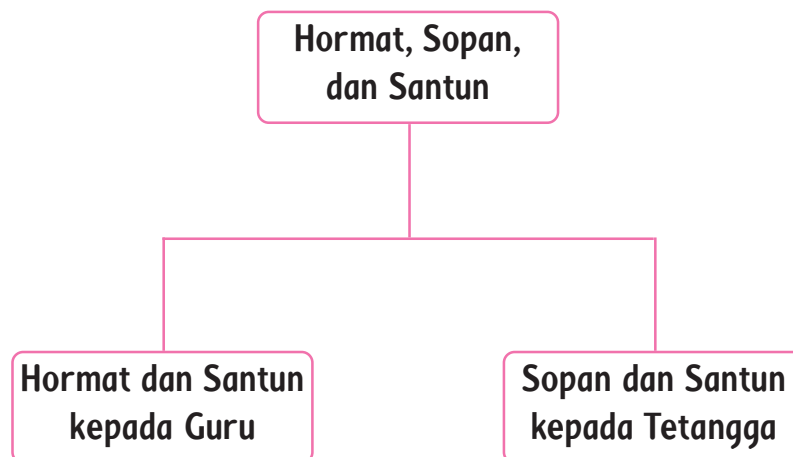 Hormat, Sopan,
dan Santun
Hormat dan Santun
kepada Guru
Sopan dan Santun
kepada Tetangga